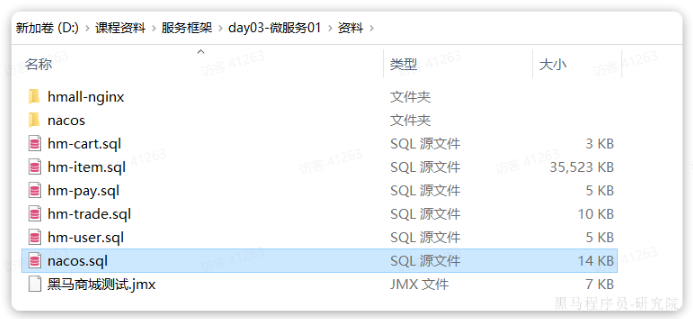 新加卷 (D:) › 课程资料 › 服务框架 › day03-微服务01 › 资料 ›
名称 类型 大小
hmall-nginx 文件夹
nacos 文件夹
hm-cart.sql SQL 源文件 3 KB
hm-item.sql SQL 源文件 35,523 KB
hm-pay.sql SQL 源文件 5 KB
hm-trade.sql SQL 源文件 10 KB
hm-user.sql SQL 源文件 5 KB
nacos.sql SQL 源文件 14 KB
黑马商城测试.jmx JMX 文件 7 KB
黑马程序员-研究院
访客 41263